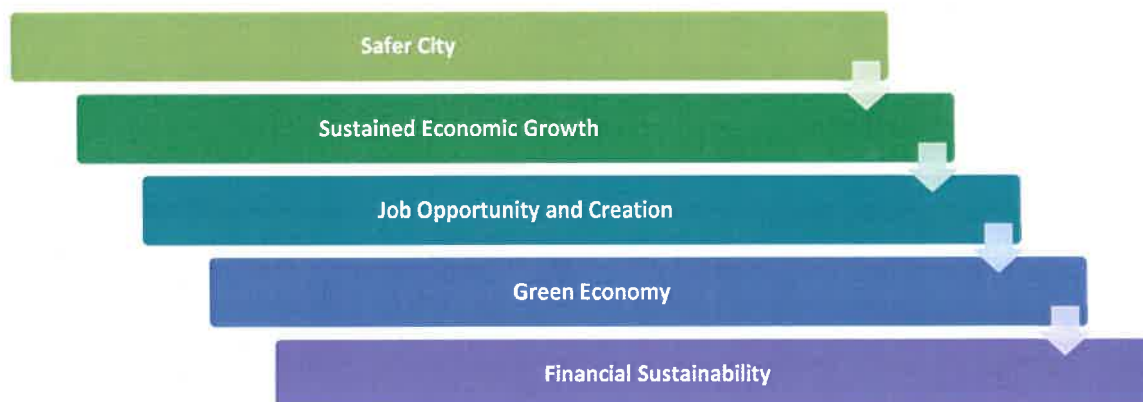 Safer City
Sustained Economic Growth
Job Opportunity and Creation
Green Economy
Financial Sustainability